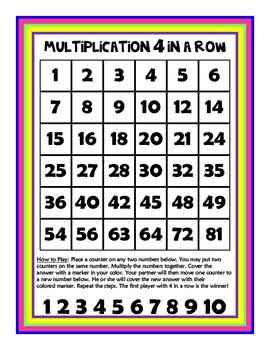 MULTIPLICATION 4 IN A ROW
1 2 3 4 5 6
7 8 9 10 12 14
15 16 18 20 21 24
25 27 28 30 32 35
36 40 42 45 48 49
54 56 63 64 72 81
How to Play: Place a counter on any two numbers below. You may put two
counters on the same number. Multiply the numbers together. Cover the
answer with a marker in your color. Your partner will then move one counter to
a new number below. He or she will cover the new answer with their
colored marker. Repeat the steps. The first player with 4 in a row is the winner!
1 2 3 4 5 6 7 8 9 10